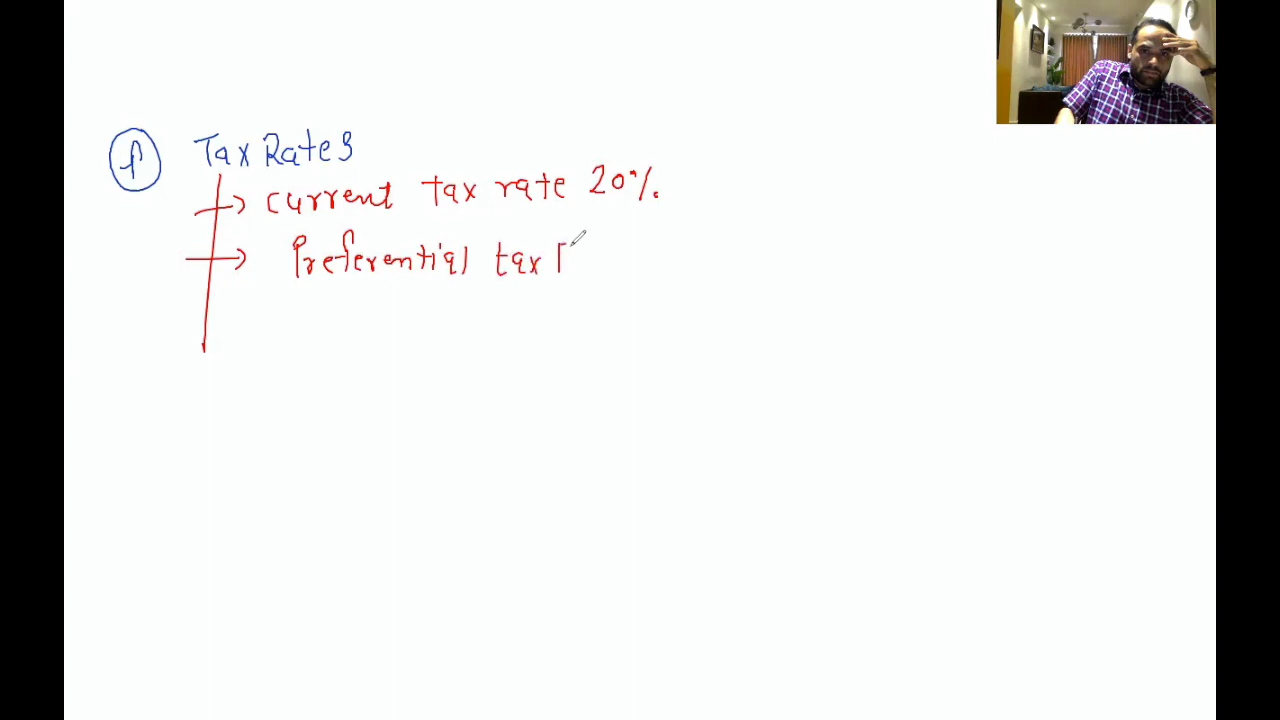 f Tax Rates
current tax rate 20%.
Preferential tax r